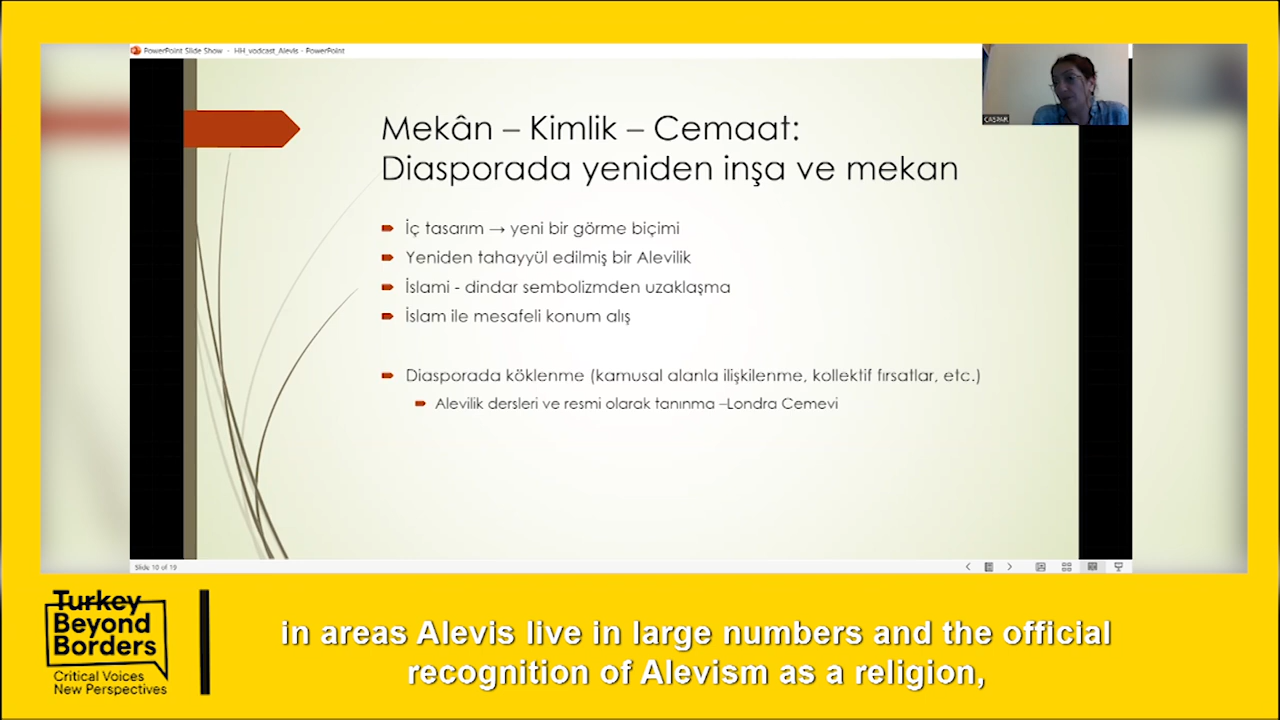 PowerPoint Slide Show - HH_vodcast_Alevis - PowerPoint
CASPAR
Mekân – Kimlik – Cemaat:
Diasporada yeniden inşa ve mekan
İç tasarım → yeni bir görme biçimi
Yeniden tahayyül edilmiş bir Alevilik
İslami - dindar sembolizmden uzaklaşma
İslam ile mesafeli konum alış
Diasporada köklenme (kamusal alanla ilişkilenme, kollektif fırsatlar, etc.)
Alevilik dersleri ve resmi olarak tanınma –Londra Cemevi
Slide 10 of 19
Turkey
Beyond
Borders
Critical Voices
New Perspectives
in areas Alevis live in large numbers and the official
recognition of Alevism as a religion,